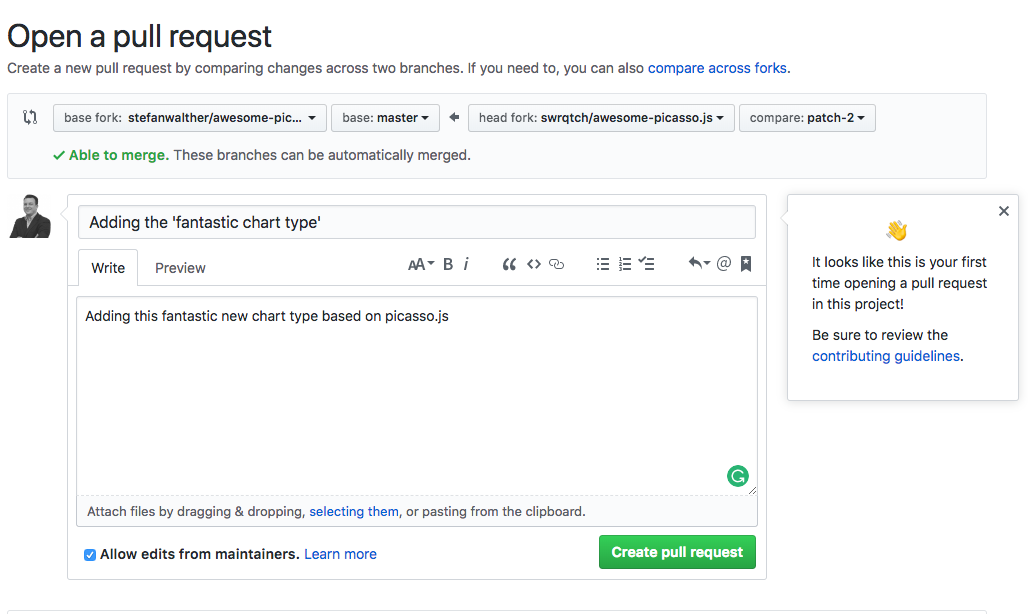 Open a pull request
Create a new pull request by comparing changes across two branches. If you need to, you can also compare across forks.
base fork: stefanwalther/awesome-pic... base: master head fork: swrqtch/awesome-picasso.js compare: patch-2
Able to merge. These branches can be automatically merged.
Adding the 'fantastic chart type'
Write Preview AA B i
Adding this fantastic new chart type based on picasso.js
Attach files by dragging & dropping, selecting them, or pasting from the clipboard.
Allow edits from maintainers. Learn more Create pull request
It looks like this is your first
time opening a pull request
in this project!
Be sure to review the
contributing guidelines.